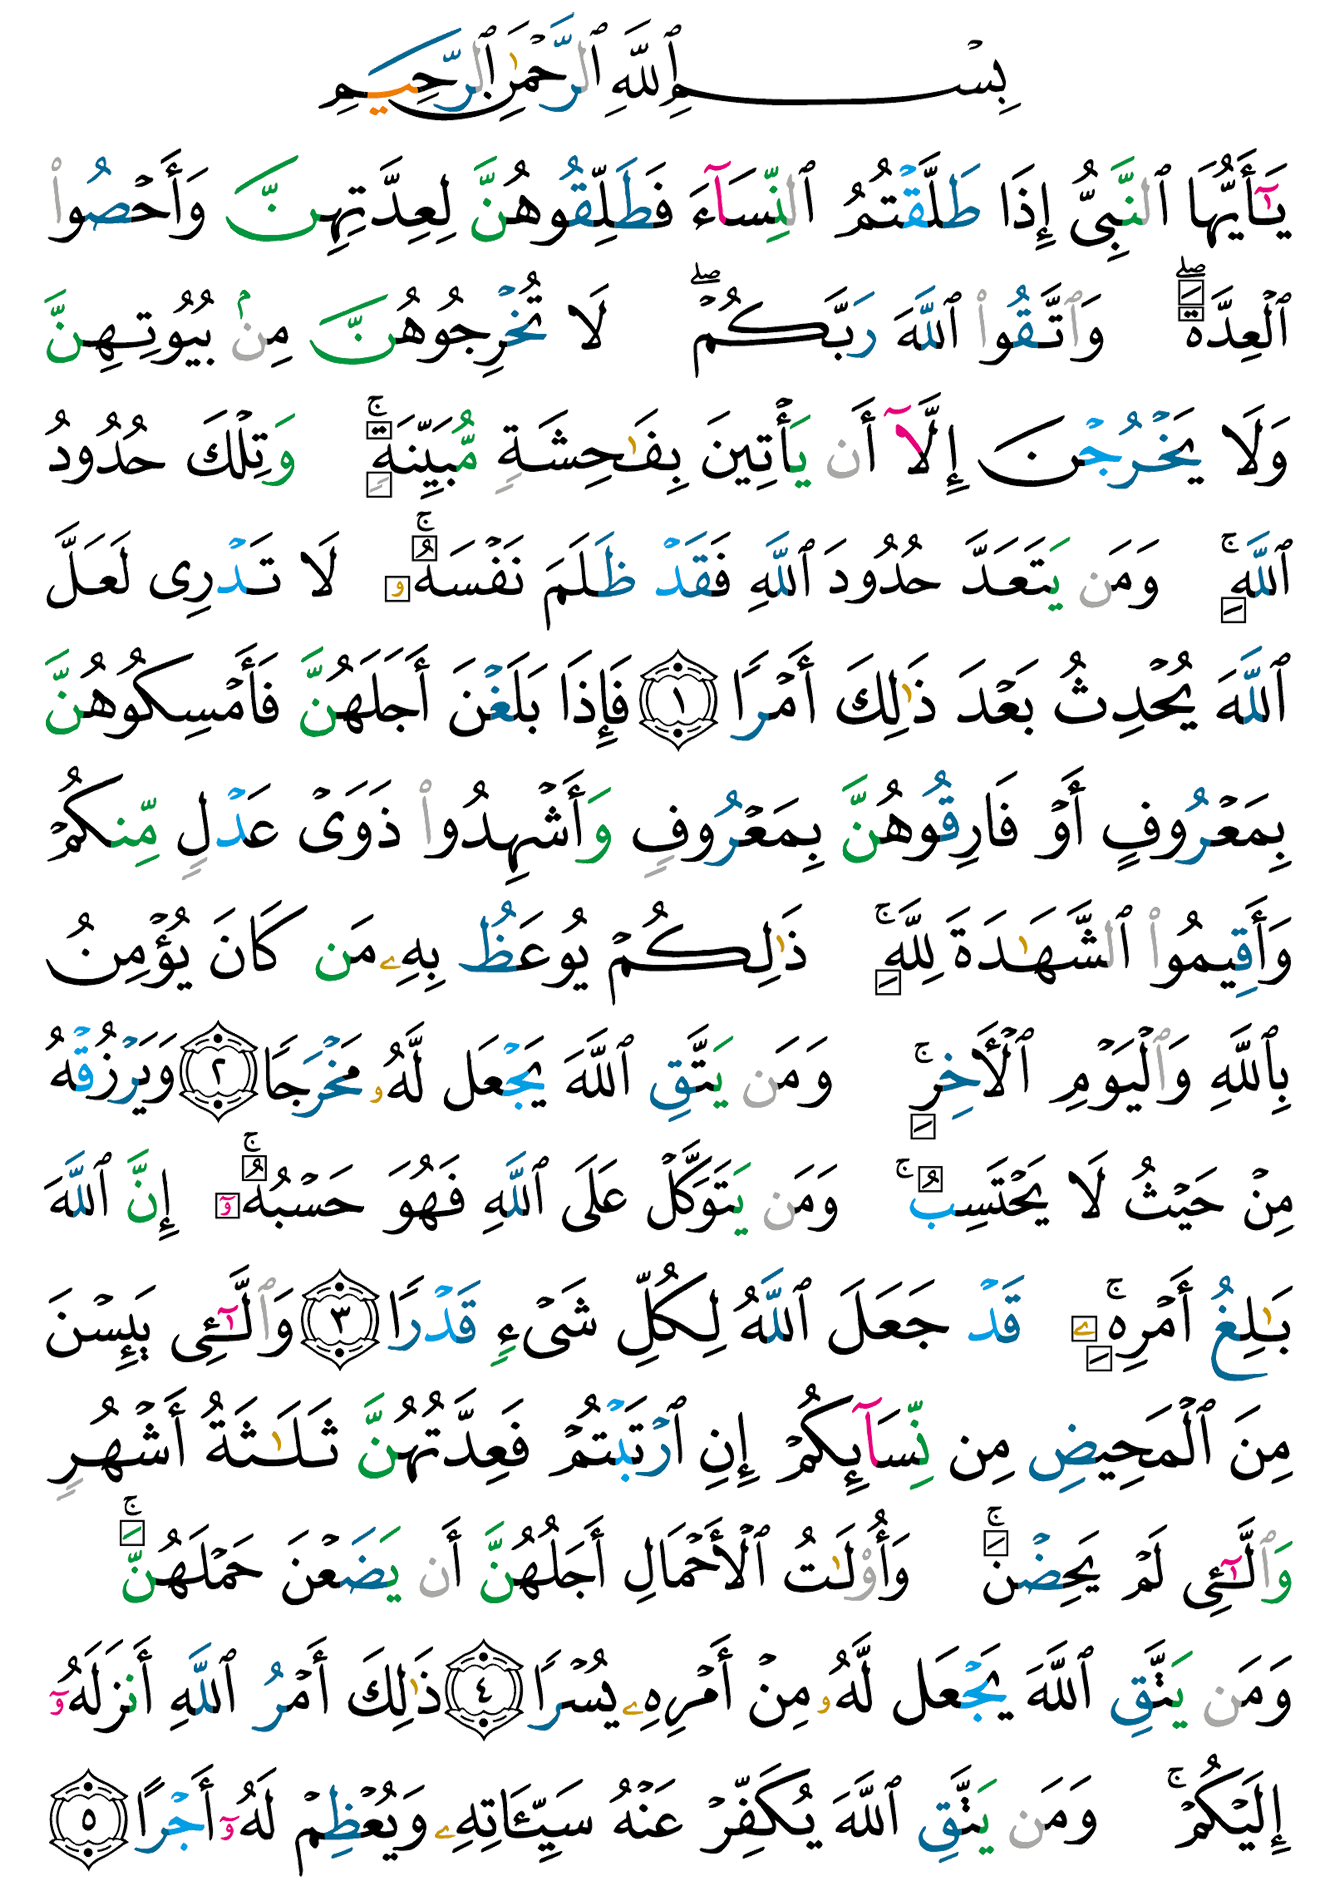 بِسْمِ ٱللَّهِ ٱلرَّحْمَٰنِ ٱلرَّحِيمِ
يَٰٓأَيُّهَا ٱلنَّبِىُّ إِذَا طَلَّقْتُمُ ٱلنِّسَآءَ فَطَلِّقُوهُنَّ لِعِدَّتِهِنَّ وَأَحْصُوا۟
ٱلْعِدَّةَ ۖ وَٱتَّقُوا۟ ٱللَّهَ رَبَّكُمْ ۖ لَا تُخْرِجُوهُنَّ مِنۢ بُيُوتِهِنَّ
وَلَا يَخْرُجْنَ إِلَّآ أَن يَأْتِينَ بِفَٰحِشَةٍ مُّبَيِّنَةٍ ۚ وَتِلْكَ حُدُودُ
ٱللَّهِ ۚ وَمَن يَتَعَدَّ حُدُودَ ٱللَّهِ فَقَدْ ظَلَمَ نَفْسَهُۥ ۚ لَا تَدْرِى لَعَلَّ
ٱللَّهَ يُحْدِثُ بَعْدَ ذَٰلِكَ أَمْرًا ١ فَإِذَا بَلَغْنَ أَجَلَهُنَّ فَأَمْسِكُوهُنَّ
بِمَعْرُوفٍ أَوْ فَارِقُوهُنَّ بِمَعْرُوفٍ وَأَشْهِدُوا۟ ذَوَىْ عَدْلٍ مِّنكُمْ
وَأَقِيمُوا۟ ٱلشَّهَٰدَةَ لِلَّهِ ۚ ذَٰلِكُمْ يُوعَظُ بِهِۦ مَن كَانَ يُؤْمِنُ
بِٱللَّهِ وَٱلْيَوْمِ ٱلْأَخِرِ ۚ وَمَن يَتَّقِ ٱللَّهَ يَجْعَل لَّهُۥ مَخْرَجًا ٢ وَيَرْزُقْهُ
مِنْ حَيْثُ لَا يَحْتَسِبُ ۚ وَمَن يَتَوَكَّلْ عَلَى ٱللَّهِ فَهُوَ حَسْبُهُۥٓ ۚ إِنَّ ٱللَّهَ
بَٰلِغُ أَمْرِهِۦ ۚ قَدْ جَعَلَ ٱللَّهُ لِكُلِّ شَىْءٍ قَدْرًا ٣ وَٱلَّٰٓـِٔى يَئِسْنَ
مِنَ ٱلْمَحِيضِ مِن نِّسَآئِكُمْ إِنِ ٱرْتَبْتُمْ فَعِدَّتُهُنَّ ثَلَٰثَةُ أَشْهُرٍ
وَٱلَّٰٓـِٔى لَمْ يَحِضْنَ ۚ وَأُو۟لَٰتُ ٱلْأَحْمَالِ أَجَلُهُنَّ أَن يَضَعْنَ حَمْلَهُنَّ ۚ
وَمَن يَتَّقِ ٱللَّهَ يَجْعَل لَّهُۥ مِنْ أَمْرِهِۦ يُسْرًا ٤ ذَٰلِكَ أَمْرُ ٱللَّهِ أَنزَلَهُۥٓ
إِلَيْكُمْ ۚ وَمَن يَتَّقِ ٱللَّهَ يُكَفِّرْ عَنْهُ سَيِّـَٔاتِهِۦ وَيُعْظِمْ لَهُۥٓ أَجْرًا ٥